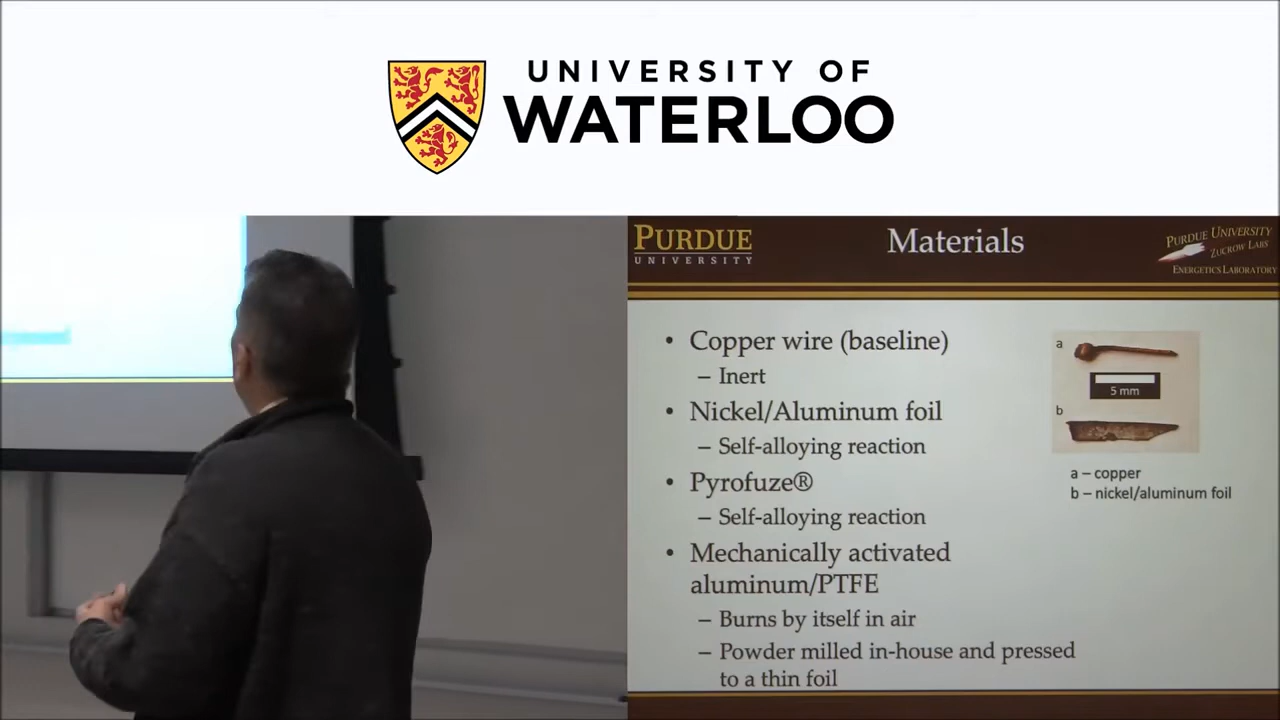 UNIVERSITY OF
WATERLOO
PURDUE
UNIVERSITY
Materials
PURDUE UNIVERSITY
ZUCROW LABS
ENERGETICS LABORATORY
• Copper wire (baseline)
– Inert
• Nickel/Aluminum foil
– Self-alloying reaction
• Pyrofuze®
– Self-alloying reaction
• Mechanically activated
aluminum/PTFE
– Burns by itself in air
– Powder milled in-house and pressed
to a thin foil
a
5 mm
b
a – copper
b – nickel/aluminum foil